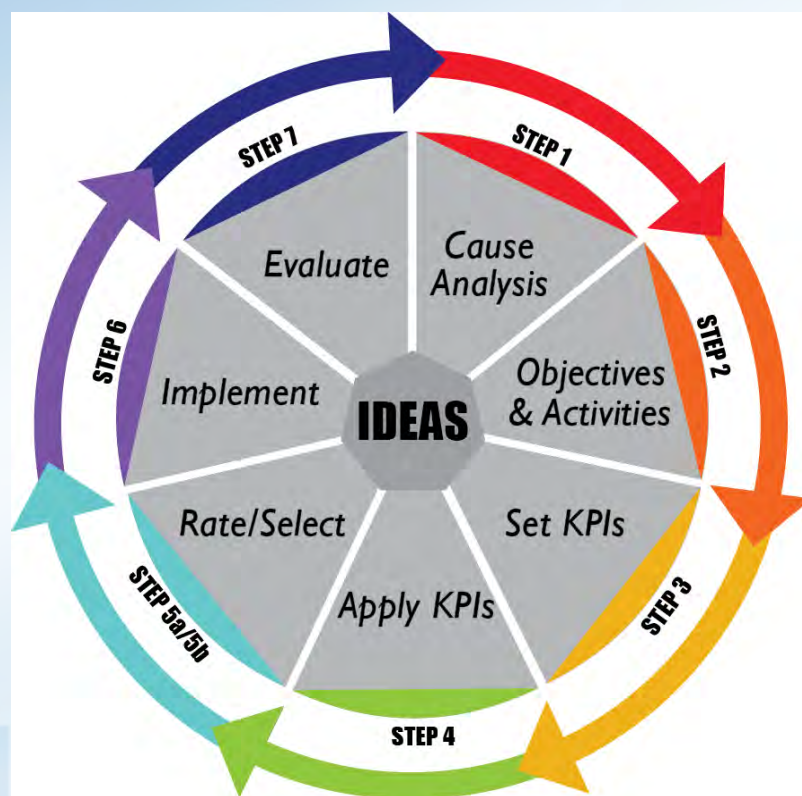 STEP 1
Cause
Analysis
STEP 2
Objectives
& Activities
STEP 3
Set KPIs
STEP 4
Apply KPIs
STEP 5a/5b
Rate/Select
STEP 6
Implement
STEP 7
Evaluate
IDEAS